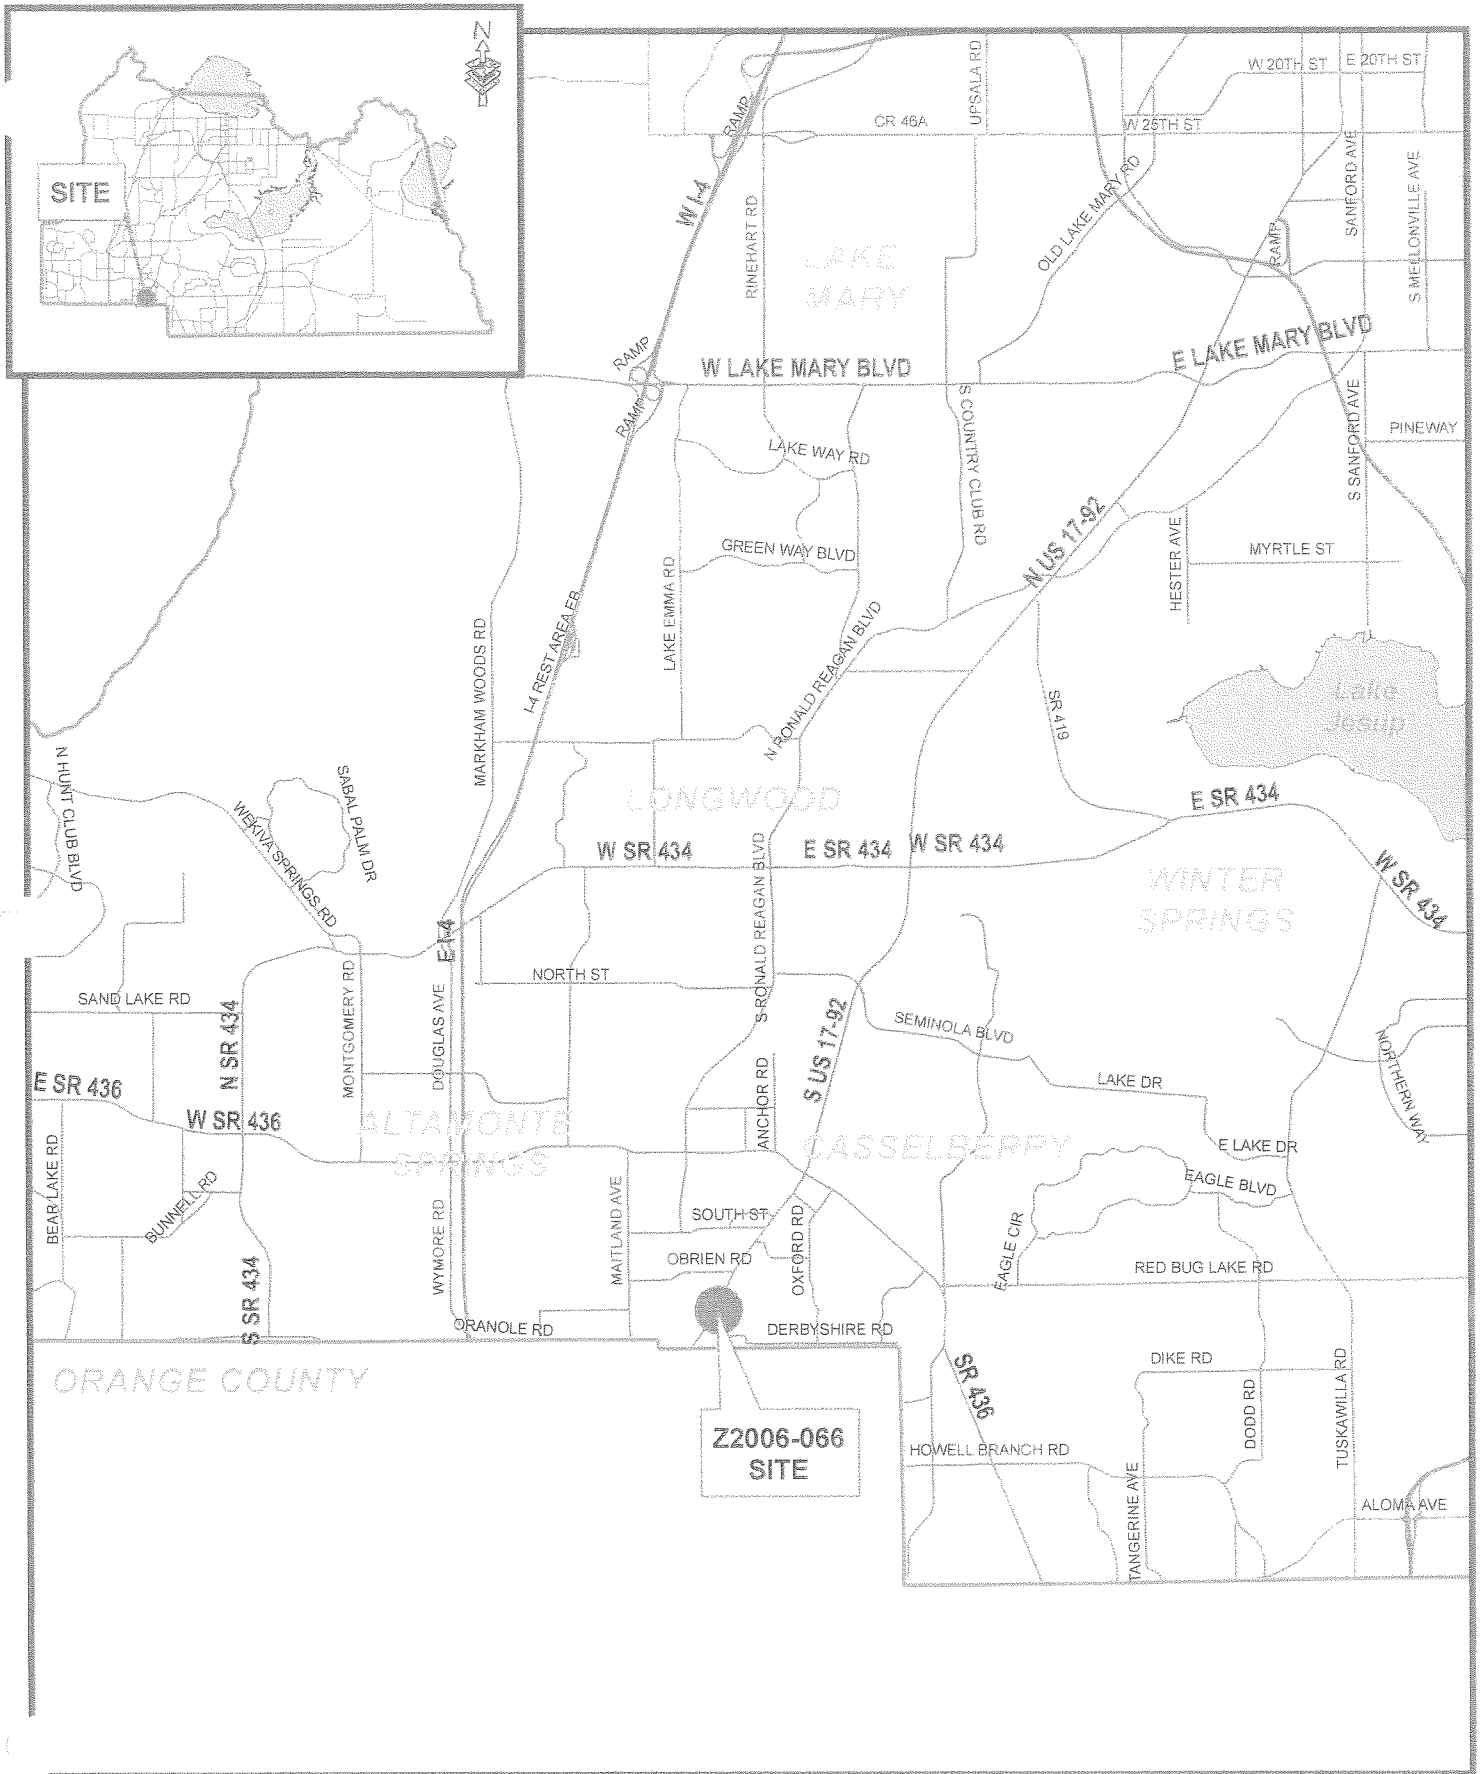 N
SITE
W 20TH ST
E 20TH ST
UPSALA RD
RAMP
CR 46A
W 25TH ST
SANFORD AVE
S MELLONVILLE AVE
W I-4
RINEHART RD
OLD LAKE MARY RD
RAMP
LAKE
MARY
RAMP
W LAKE MARY BLVD
E LAKE MARY BLVD
RAMP
S COUNTRY CLUB RD
S SANFORD AVE
PINEWAY
LAKE WAY RD
N US 17-92
GREEN WAY BLVD
HESTER AVE
MYRTLE ST
LAKE EMMA RD
I-4 REST AREA EB
MARKHAM WOODS RD
N RONALD REAGAN BLVD
SR 419
Lake
Jesup
N HUNT CLUB BLVD
SABAL PALM DR
WEKIVA SPRINGS RD
LONGWOOD
E SR 434
W SR 434
E SR 434
W SR 434
WINTER
SPRINGS
W SR 434
E I-4
S RONALD REAGAN BLVD
NORTH ST
SAND LAKE RD
N SR 434
MONTGOMERY RD
DOUGLAS AVE
S US 17-92
SEMINOLA BLVD
LAKE DR
NORTHERN WAY
E SR 436
W SR 436
ALTAMONTE
SPRINGS
ANCHOR RD
CASSELBERRY
E LAKE DR
EAGLE BLVD
BEAR LAKE RD
BUNNELL RD
WYMORE RD
MAITLAND AVE
SOUTH ST
OBRIEN RD
OXFORD RD
EAGLE CIR
RED BUG LAKE RD
S SR 434
ORANOLE RD
DERBYSHIRE RD
ORANGE COUNTY
SR 436
DIKE RD
DODD RD
TUSKAWILLA RD
Z2006-066
SITE
HOWELL BRANCH RD
TANGERINE AVE
ALOMA AVE